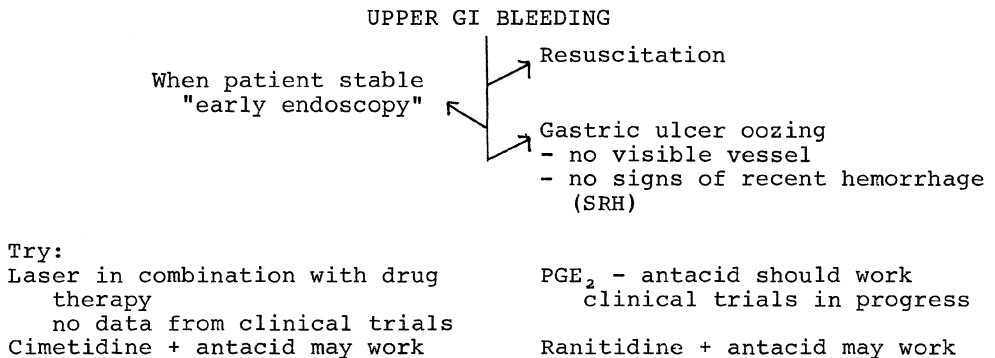 UPPER GI BLEEDING
Resuscitation
When patient stable
"early endoscopy"
Gastric ulcer oozing
- no visible vessel
- no signs of recent hemorrhage
(SRH)
Try:
Laser in combination with drug
therapy
no data from clinical trials
Cimetidine + antacid may work
PGE₂ - antacid should work
clinical trials in progress
Ranitidine + antacid may work